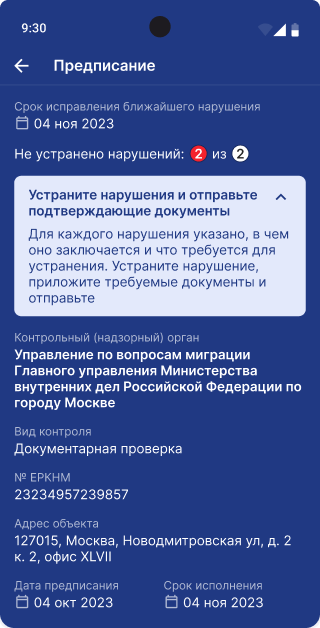 9:30
Предписание
Срок исправления ближайшего нарушения
04 ноя 2023
Не устранено нарушений: 2 из 2
Устраните нарушения и отправьте
подтверждающие документы
Для каждого нарушения указано, в чем
оно заключается и что требуется для
устранения. Устраните нарушение,
приложите требуемые документы и
отправьте
Контрольный (надзорный) орган
Управление по вопросам миграции
Главного управления Министерства
внутренних дел Российской Федерации по
городу Москве
Вид контроля
Документарная проверка
№ ЕРКНМ
23234957239857
Адрес объекта
127015, Москва, Новодмитровская ул, д. 2
к. 2, офис XLVII
Дата предписания Срок исполнения
04 окт 2023 04 ноя 2023